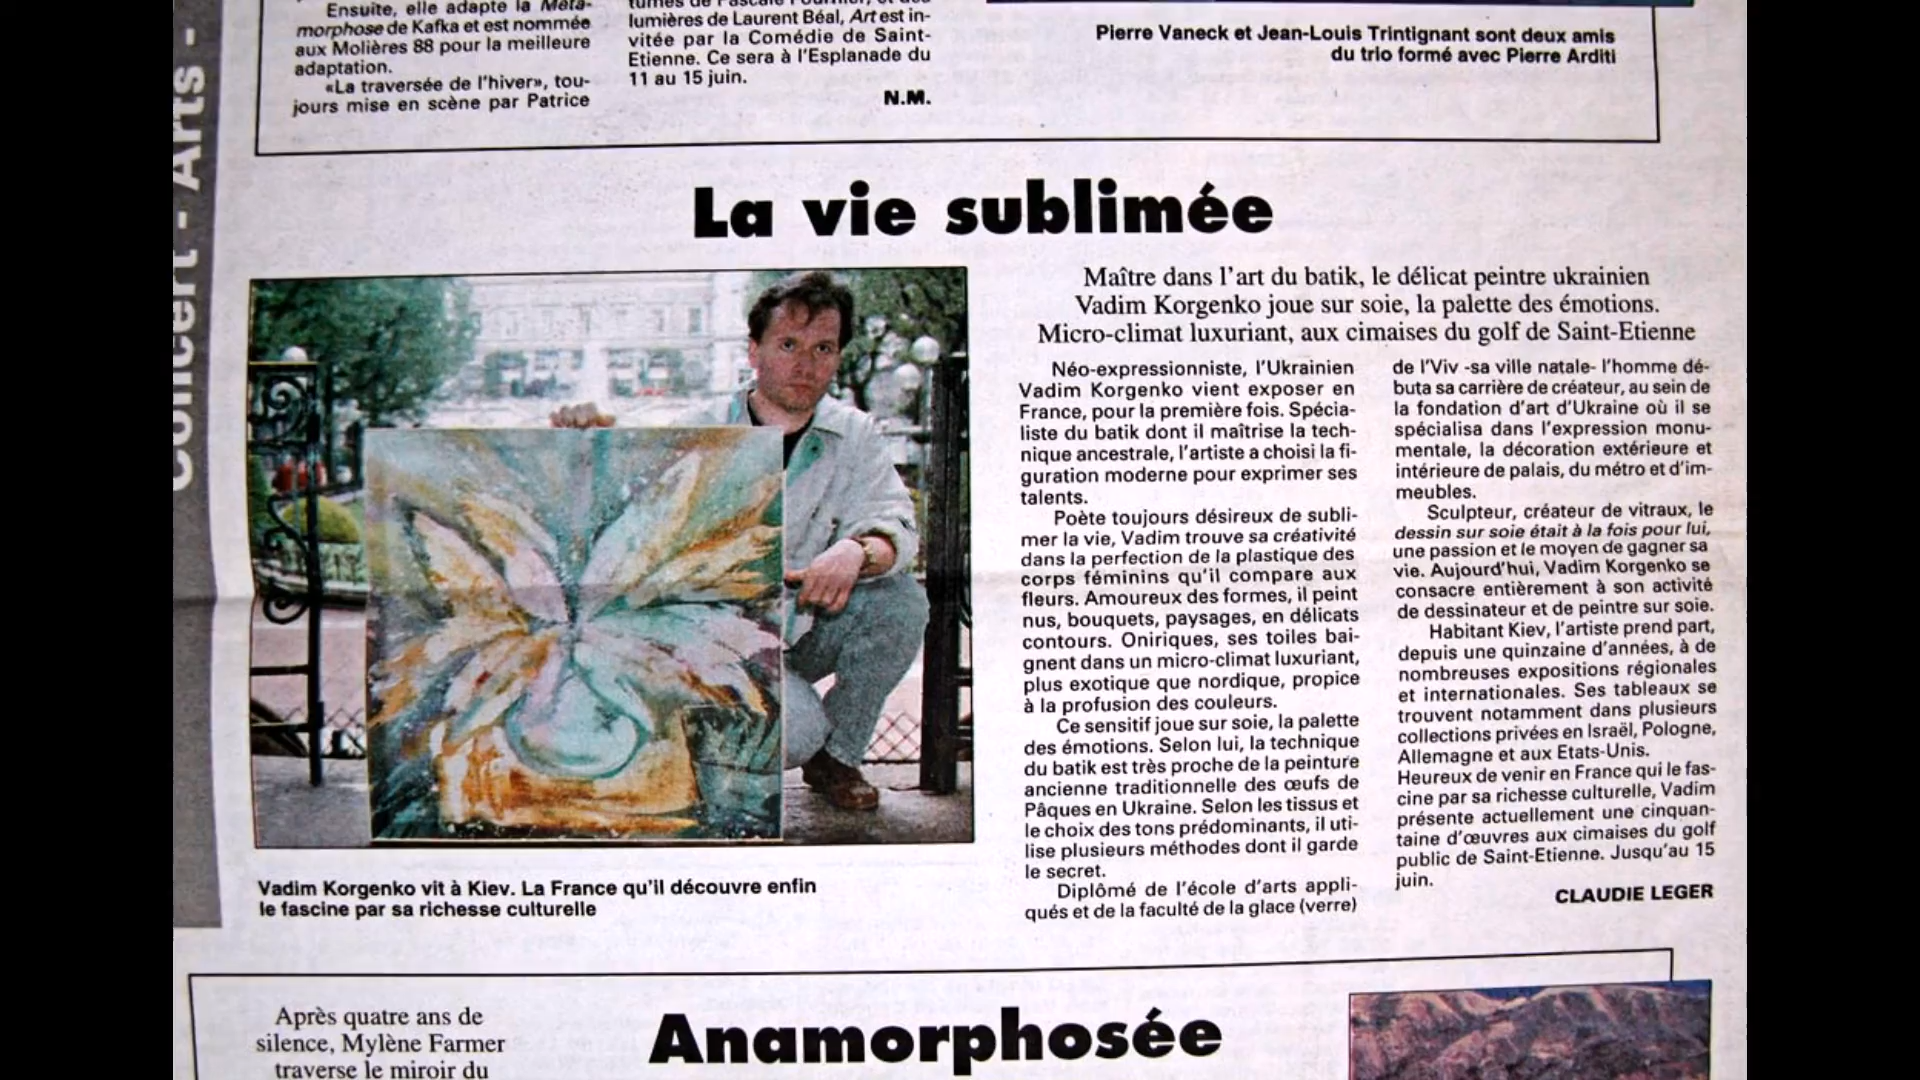 Concert - Arts -
Ensuite, elle adapte la Méta-
morphose de Kafka et est nommée
aux Molières 88 pour la meilleure
adaptation.
«La traversée de l'hiver», tou-
jours mise en scène par Patrice
lumières de Laurent Béal, Art est in-
vitée par la Comédie de Saint-
Etienne. Ce sera à l'Esplanade du
11 au 15 juin.
N.M.
Pierre Vaneck et Jean-Louis Trintignant sont deux amis
du trio formé avec Pierre Arditi
La vie sublimée
Maître dans l'art du batik, le délicat peintre ukrainien
Vadim Korgenko joue sur soie, la palette des émotions.
Micro-climat luxuriant, aux cimaises du golf de Saint-Etienne
Néo-expressionniste, l'Ukrainien
Vadim Korgenko vient exposer en
France, pour la première fois. Spécia-
liste du batik dont il maîtrise la tech-
nique ancestrale, l'artiste a choisi la fi-
guration moderne pour exprimer ses
talents.
Poète toujours désireux de subli-
mer la vie, Vadim trouve sa créativité
dans la perfection de la plastique des
corps féminins qu'il compare aux
fleurs. Amoureux des formes, il peint
nus, bouquets, paysages, en délicats
contours. Oniriques, ses toiles bai-
gnent dans un micro-climat luxuriant,
plus exotique que nordique, propice
à la profusion des couleurs.
Ce sensitif joue sur soie, la palette
des émotions. Selon lui, la technique
du batik est très proche de la peinture
ancienne traditionnelle des œufs de
Pâques en Ukraine. Selon les tissus et
le choix des tons prédominants, il uti-
lise plusieurs méthodes dont il garde
le secret.
Diplômé de l'école d'arts appli-
qués et de la faculté de la glace (verre)
de l'Viv -sa ville natale- l'homme dé-
buta sa carrière de créateur, au sein de
la fondation d'art d'Ukraine où il se
spécialisa dans l'expression monu-
mentale, la décoration extérieure et
intérieure de palais, du métro et d'im-
meubles.
Sculpteur, créateur de vitraux, le
dessin sur soie était à la fois pour lui,
une passion et le moyen de gagner sa
vie. Aujourd'hui, Vadim Korgenko se
consacre entièrement à son activité
de dessinateur et de peintre sur soie.
Habitant Kiev, l'artiste prend part,
depuis une quinzaine d'années, à de
nombreuses expositions régionales
et internationales. Ses tableaux se
trouvent notamment dans plusieurs
collections privées en Israël, Pologne,
Allemagne et aux Etats-Unis.
Heureux de venir en France qui le fas-
cine par sa richesse culturelle, Vadim
présente actuellement une cinquan-
taine d'œuvres aux cimaises du golf
public de Saint-Etienne. Jusqu'au 15
juin.
CLAUDIE LEGER
Vadim Korgenko vit à Kiev. La France qu'il découvre enfin
le fascine par sa richesse culturelle
Après quatre ans de
silence, Mylène Farmer
traverse le miroir du
Anamorphosée